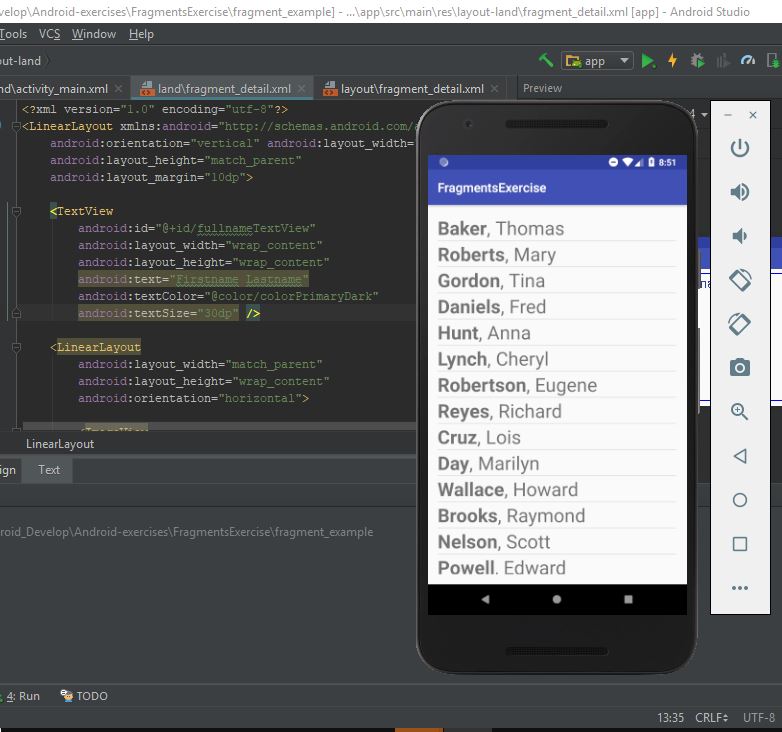 velop\Android-exercises\FragmentsExercise\fragment_example] - ...\app\src\main\res\layout-land\fragment_detail.xml [app] - Android Studio
Tools VCS Window Help
out-land
app
nd\activity_main.xml land\fragment_detail.xml layout\fragment_detail.xml Preview
<?xml version="1.0" encoding="utf-8"?>
<LinearLayout xmlns:android="http://schemas.android.com/
android:orientation="vertical" android:layout_width=
android:layout_height="match_parent"
android:layout_margin="10dp">
<TextView
android:id="@+id/fullnameTextView"
android:layout_width="wrap_content"
android:layout_height="wrap_content"
android:text="Firstname Lastname"
android:textColor="@color/colorPrimaryDark"
android:textSize="30dp" />
<LinearLayout
android:layout_width="match_parent"
android:layout_height="wrap_content"
android:orientation="horizontal">
<ImageView
LinearLayout
ign Text
roid_Develop\Android-exercises\FragmentsExercise\fragment_example
8:51
FragmentsExercise
Baker, Thomas
Roberts, Mary
Gordon, Tina
Daniels, Fred
Hunt, Anna
Lynch, Cheryl
Robertson, Eugene
Reyes, Richard
Cruz, Lois
Day, Marilyn
Wallace, Howard
Brooks, Raymond
Nelson, Scott
Powell, Edward
4: Run TODO
13:35 CRLF UTF-8